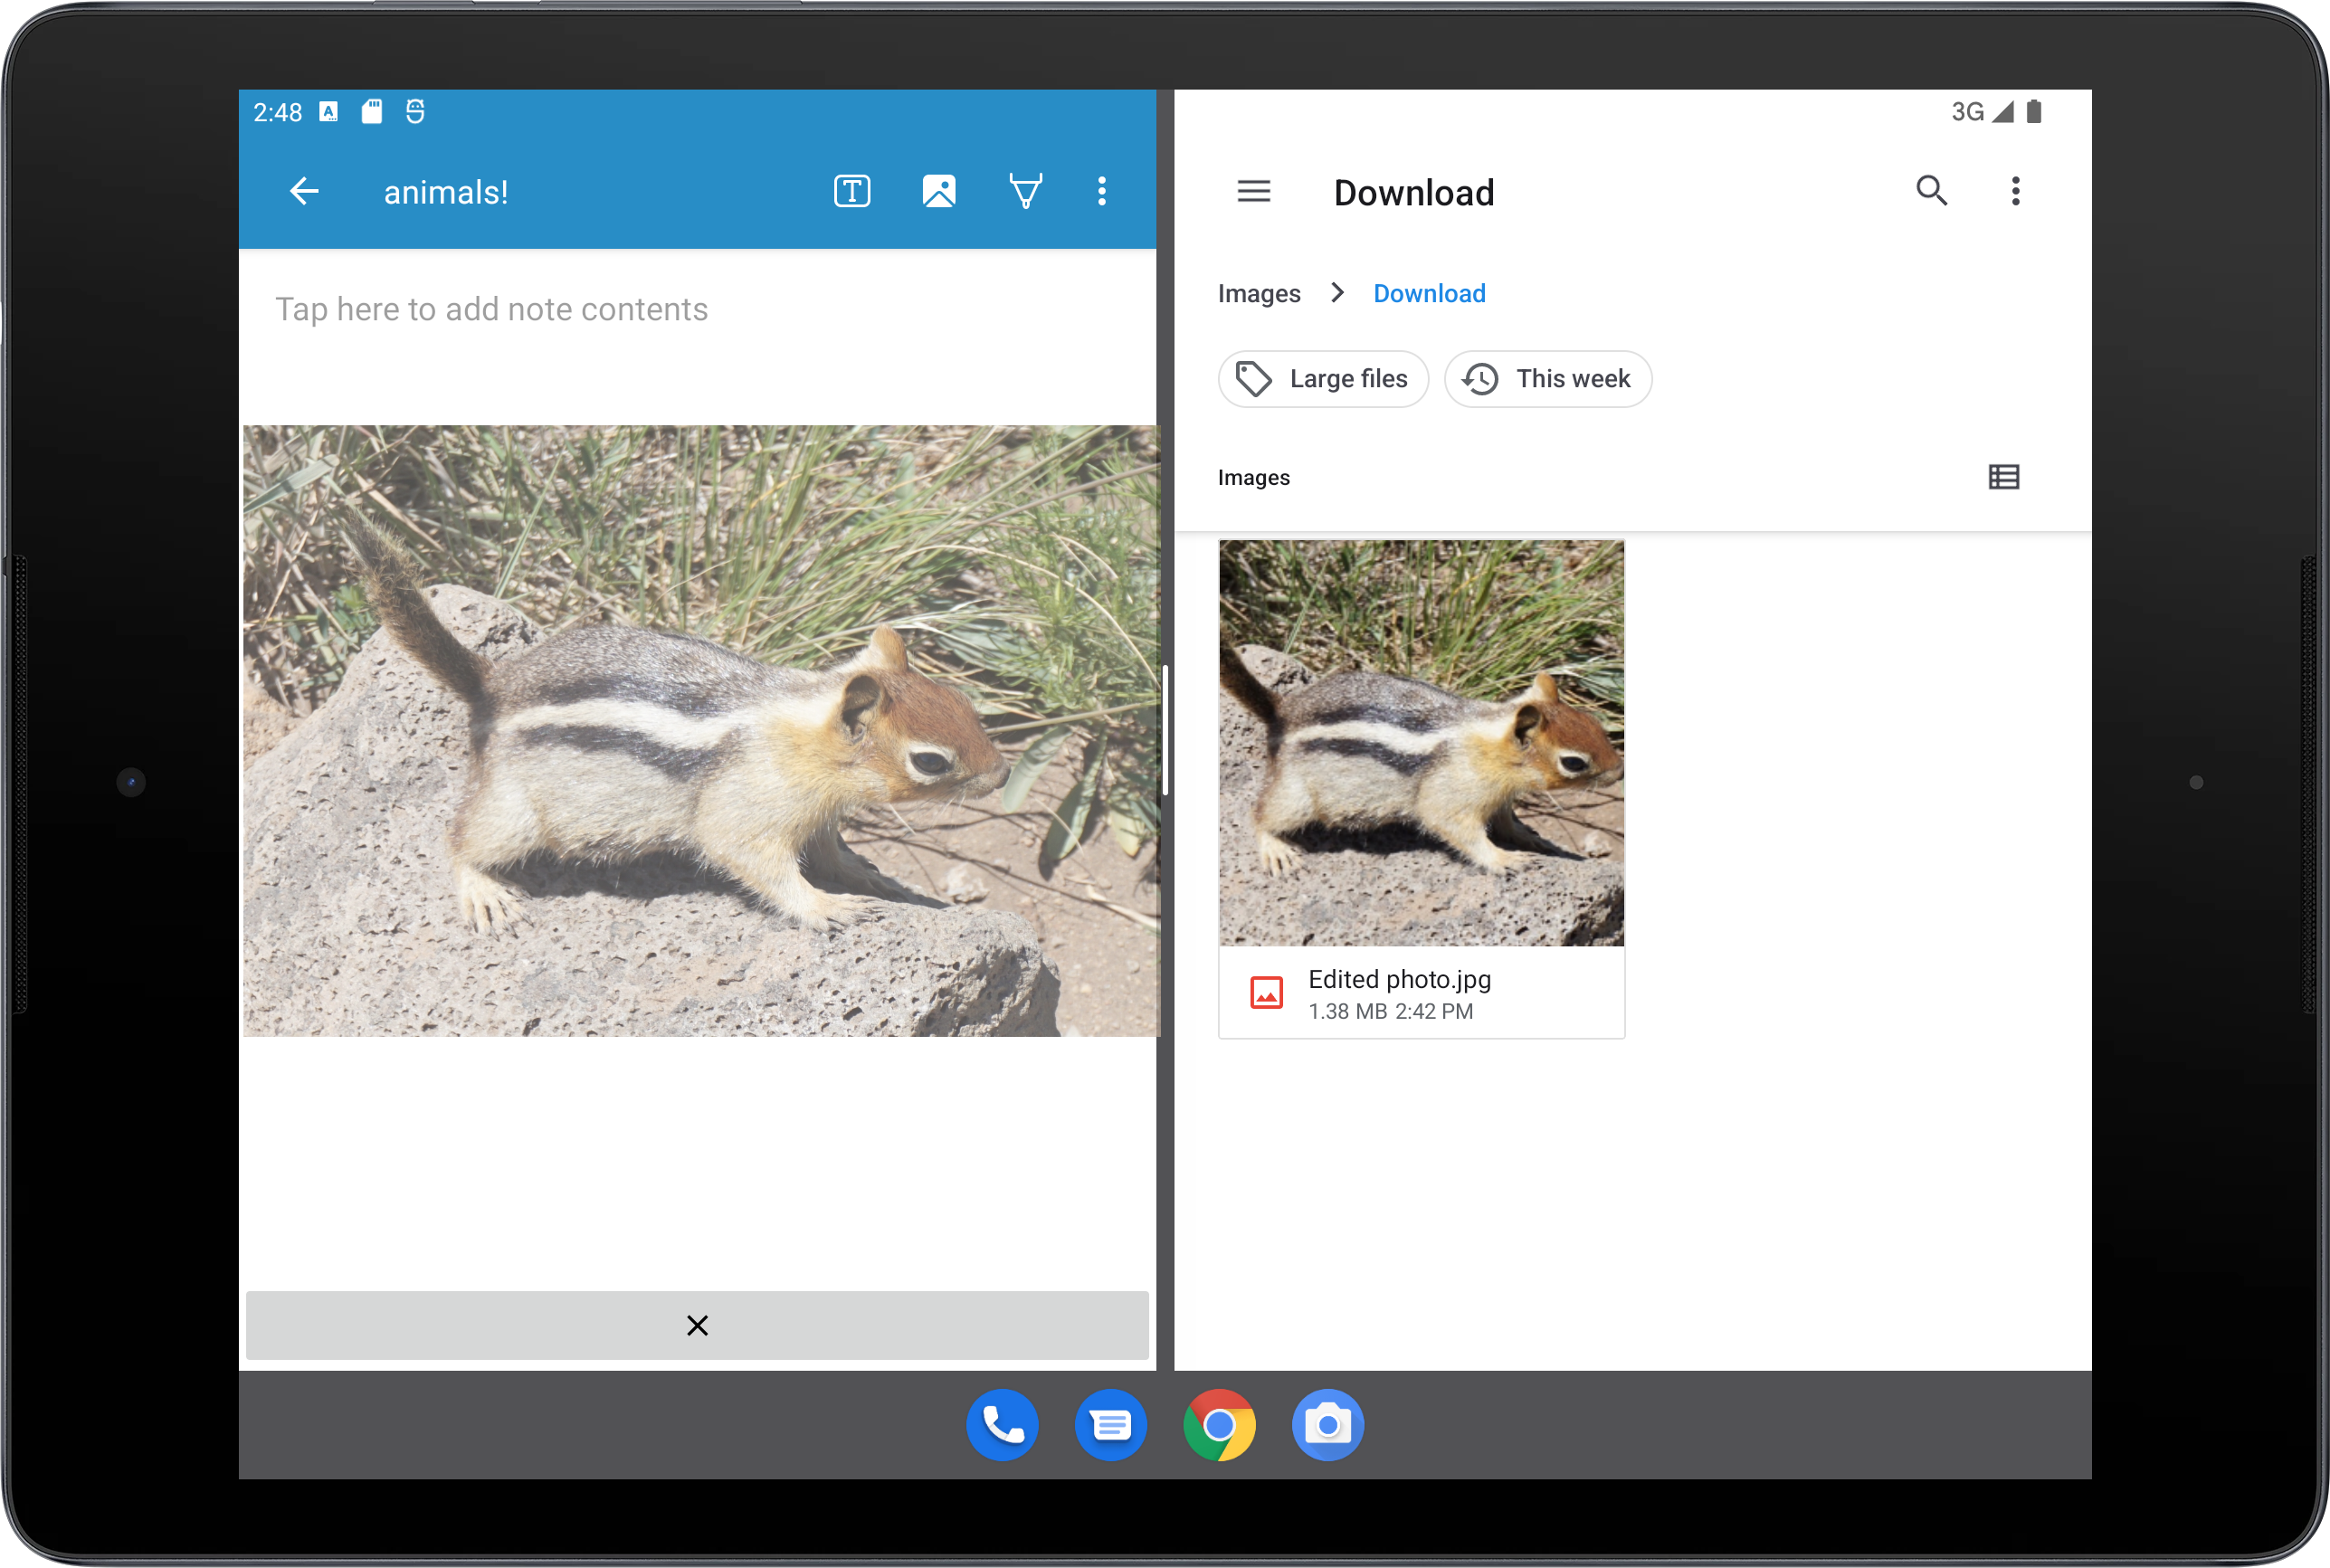 2:48
animals!
Tap here to add note contents
3G
Download
Images > Download
Large files
This week
Images
Edited photo.jpg
1.38 MB 2:42 PM